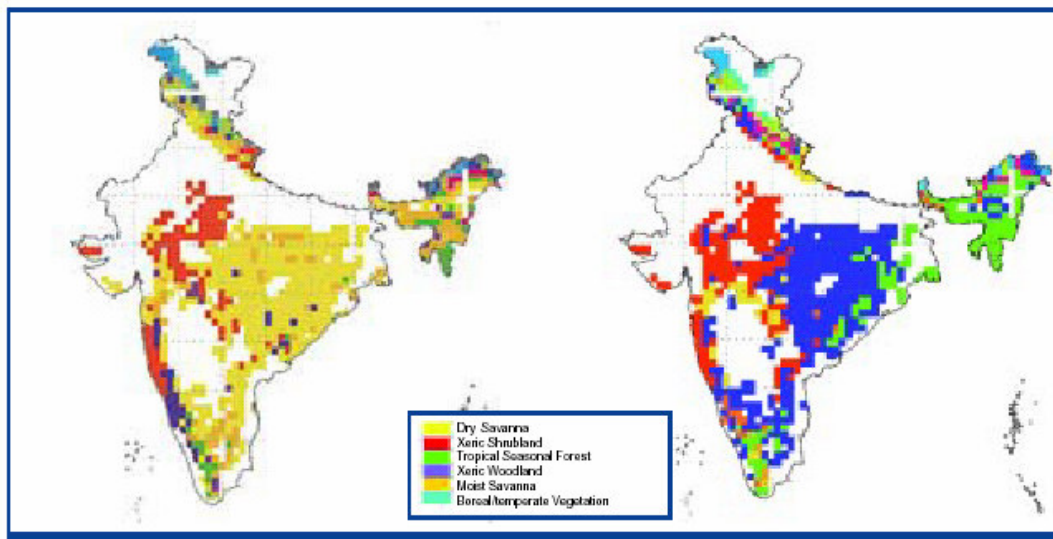 Dry Savanna
Xeric Shrubland
Tropical Seasonal Forest
Xeric Woodland
Moist Savanna
Boreal/temperate Vegetation